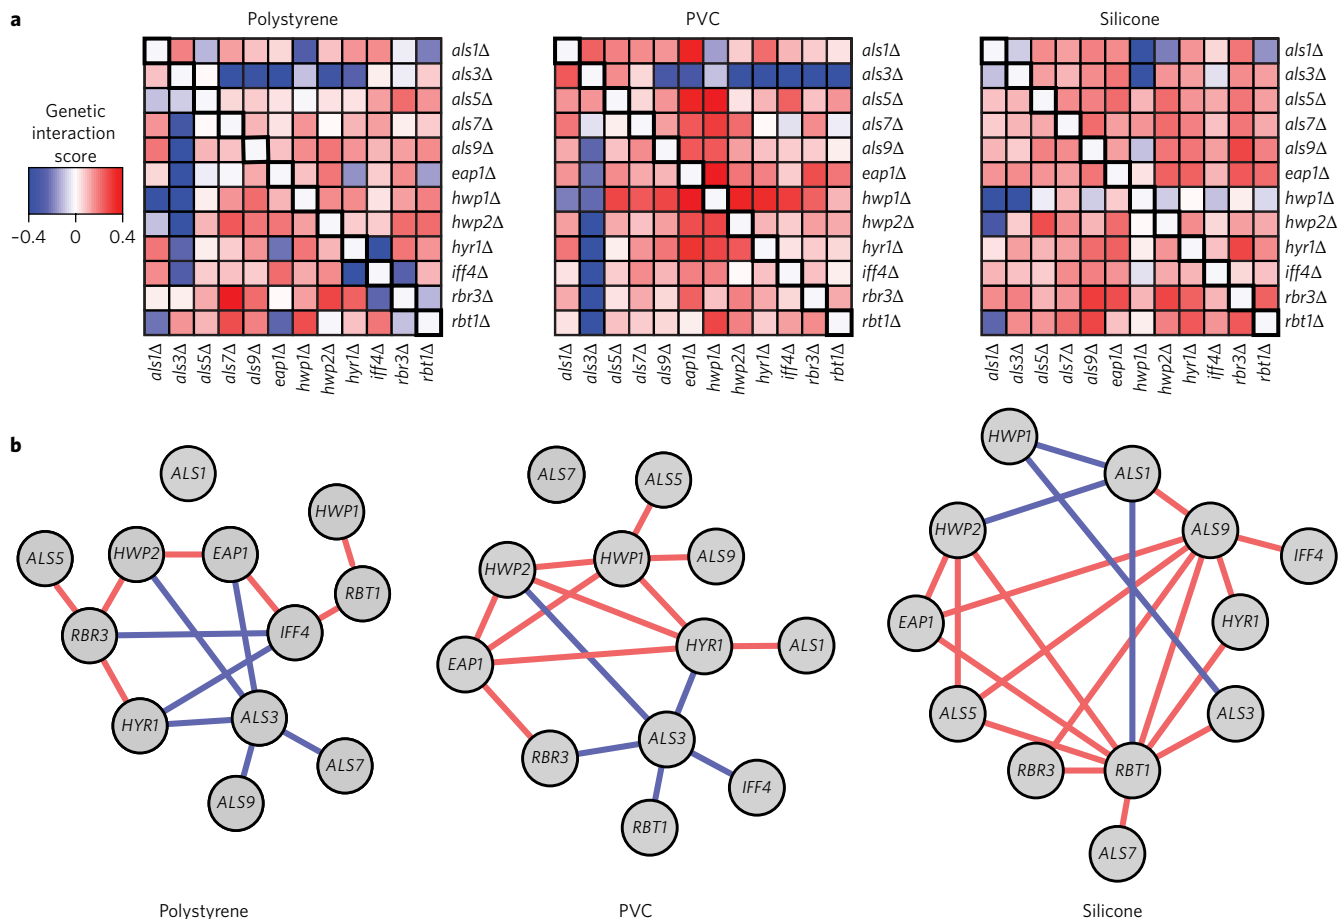 a
Polystyrene
PVC
Silicone
Genetic
interaction
score
−0.4
0
0.4
als1Δ
als3Δ
als5Δ
als7Δ
als9Δ
eap1Δ
hwp1Δ
hwp2Δ
hyr1Δ
iff4Δ
rbr3Δ
rbt1Δ
als1Δ
als3Δ
als5Δ
als7Δ
als9Δ
eap1Δ
hwp1Δ
hwp2Δ
hyr1Δ
iff4Δ
rbr3Δ
rbt1Δ
als1Δ
als3Δ
als5Δ
als7Δ
als9Δ
eap1Δ
hwp1Δ
hwp2Δ
hyr1Δ
iff4Δ
rbr3Δ
rbt1Δ
als1Δ
als3Δ
als5Δ
als7Δ
als9Δ
eap1Δ
hwp1Δ
hwp2Δ
hyr1Δ
iff4Δ
rbr3Δ
rbt1Δ
als1Δ
als3Δ
als5Δ
als7Δ
als9Δ
eap1Δ
hwp1Δ
hwp2Δ
hyr1Δ
iff4Δ
rbr3Δ
rbt1Δ
als1Δ
als3Δ
als5Δ
als7Δ
als9Δ
eap1Δ
hwp1Δ
hwp2Δ
hyr1Δ
iff4Δ
rbr3Δ
rbt1Δ
b
ALS1
HWP1
ALS5
HWP2
EAP1
RBT1
RBR3
IFF4
HYR1
ALS3
ALS7
ALS9
Polystyrene
ALS7
ALS5
HWP2
HWP1
ALS9
EAP1
HYR1
ALS1
RBR3
ALS3
IFF4
RBT1
PVC
HWP1
ALS1
HWP2
ALS9
IFF4
EAP1
HYR1
ALS5
ALS3
RBR3
RBT1
ALS7
Silicone